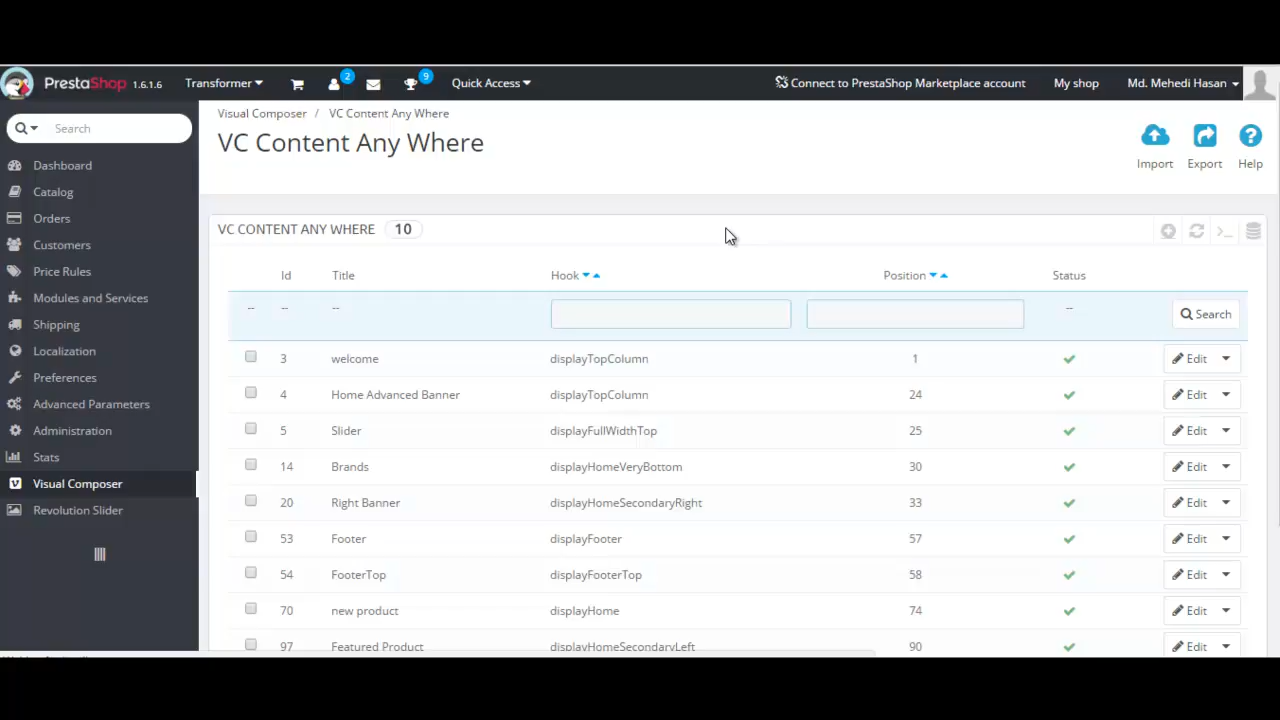 PrestaShop 1.6.1.6 Transformer 2 9 Quick Access Connect to PrestaShop Marketplace account My shop Md. Mehedi Hasan
Search
Dashboard
Catalog
Orders
Customers
Price Rules
Modules and Services
Shipping
Localization
Preferences
Advanced Parameters
Administration
Stats
Visual Composer
Revolution Slider
Visual Composer / VC Content Any Where
VC Content Any Where
Import Export Help
VC CONTENT ANY WHERE 10
Id Title Hook Position Status
-- -- -- -- Search
3 welcome displayTopColumn 1 Edit
4 Home Advanced Banner displayTopColumn 24 Edit
5 Slider displayFullWidthTop 25 Edit
14 Brands displayHomeVeryBottom 30 Edit
20 Right Banner displayHomeSecondaryRight 33 Edit
53 Footer displayFooter 57 Edit
54 FooterTop displayFooterTop 58 Edit
70 new product displayHome 74 Edit
97 Featured Product displayHomeSecondaryLeft 90 Edit